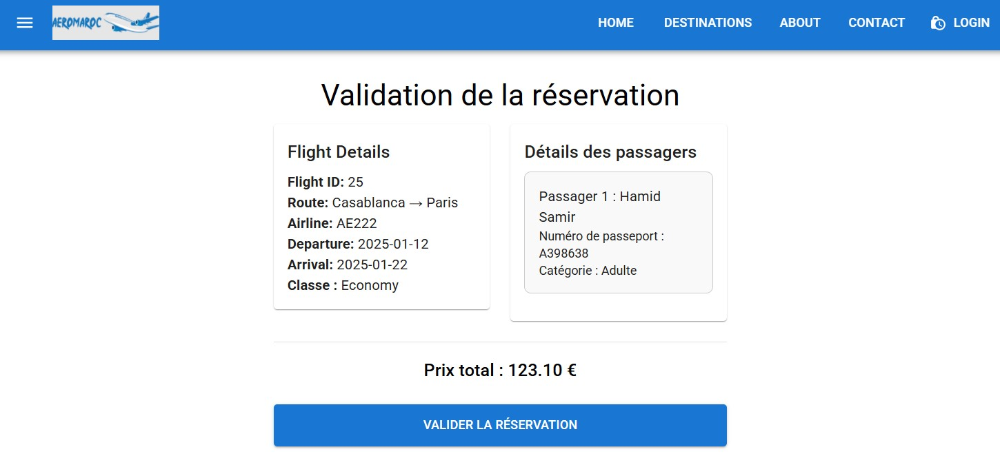 AEROMAROC
HOME
DESTINATIONS
ABOUT
CONTACT
LOGIN
Validation de la réservation
Flight Details
Flight ID: 25
Route: Casablanca → Paris
Airline: AE222
Departure: 2025-01-12
Arrival: 2025-01-22
Classe : Economy
Détails des passagers
Passager 1 : Hamid
Samir
Numéro de passeport :
A398638
Catégorie : Adulte
Prix total : 123.10 €
VALIDER LA RÉSERVATION